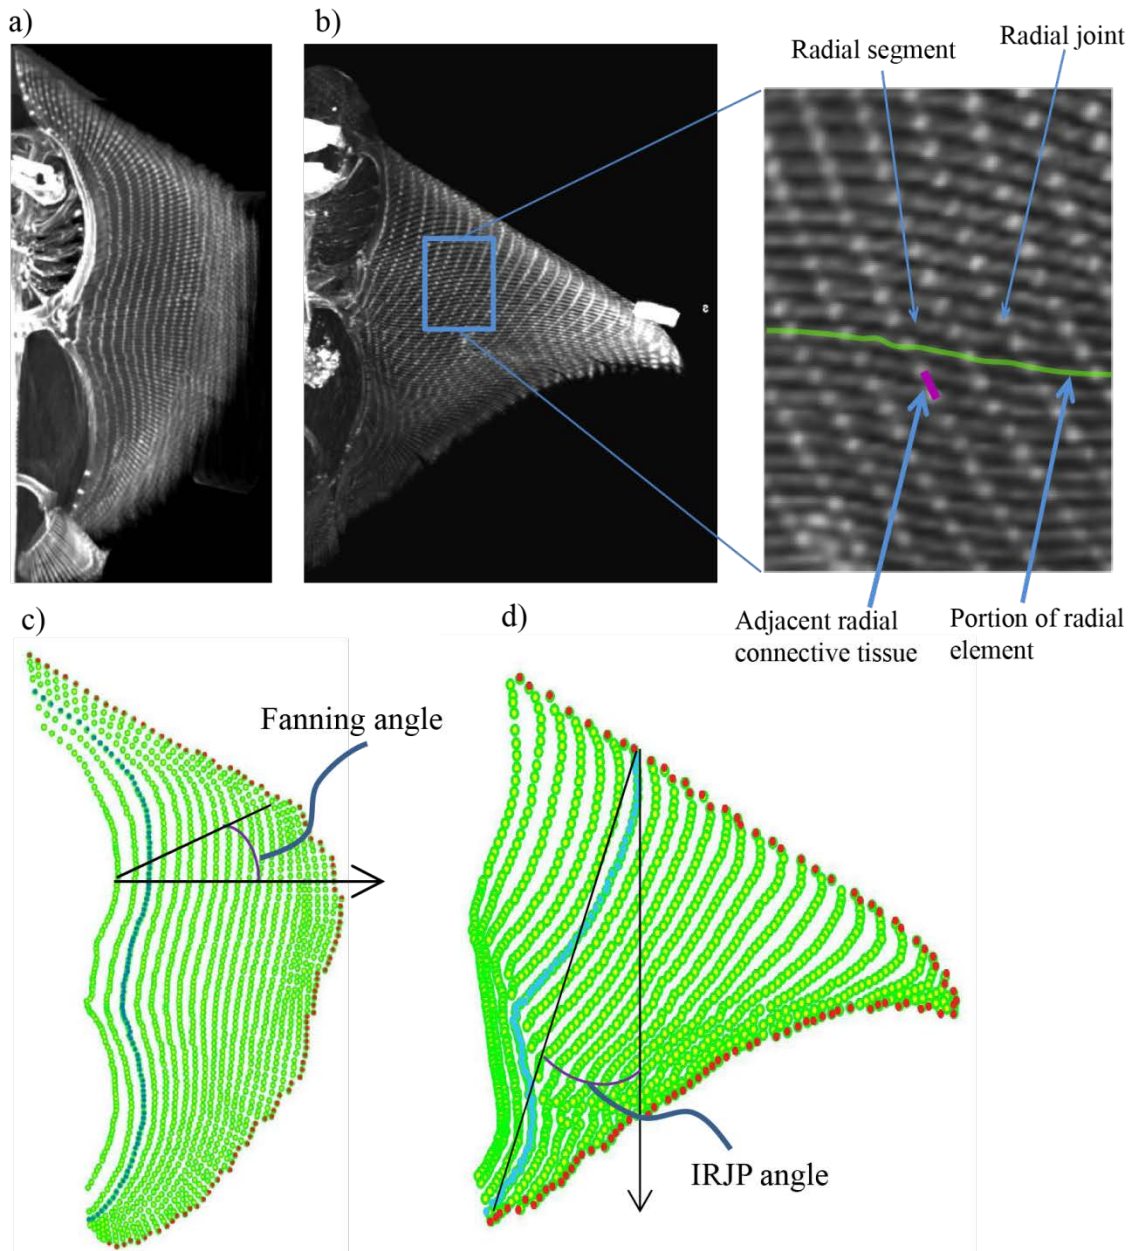 a)
b)
Radial segment
Radial joint
Adjacent radial
connective tissue
Portion of radial
element
c)
d)
Fanning angle
IRJP angle